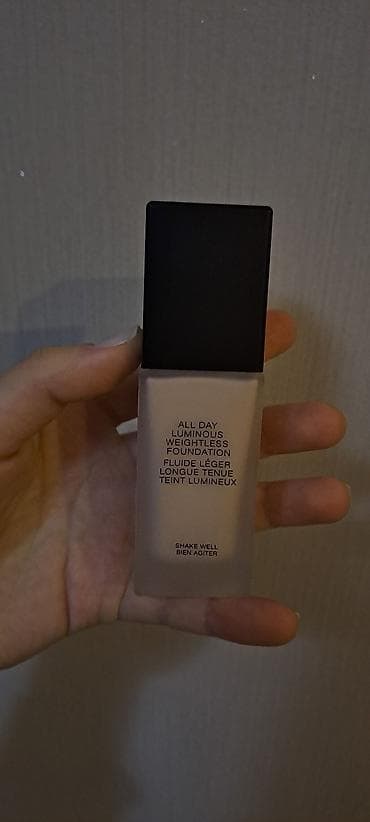 ALL DAY
LUMINOUS
WEIGHTLESS
FOUNDATION
FLUIDE LÉGER
LONGUE TENUE
TEINT LUMINEUX
SHAKE WELL
BIEN AGITER